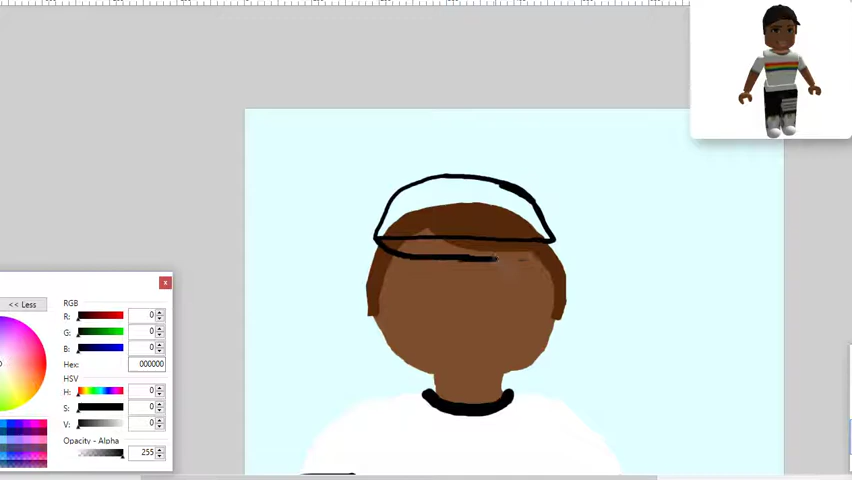 << Less
RGB
R: 0
G: 0
B: 0
Hex: 000000
HSV
H: 0
S: 0
V: 0
Opacity - Alpha
255
x